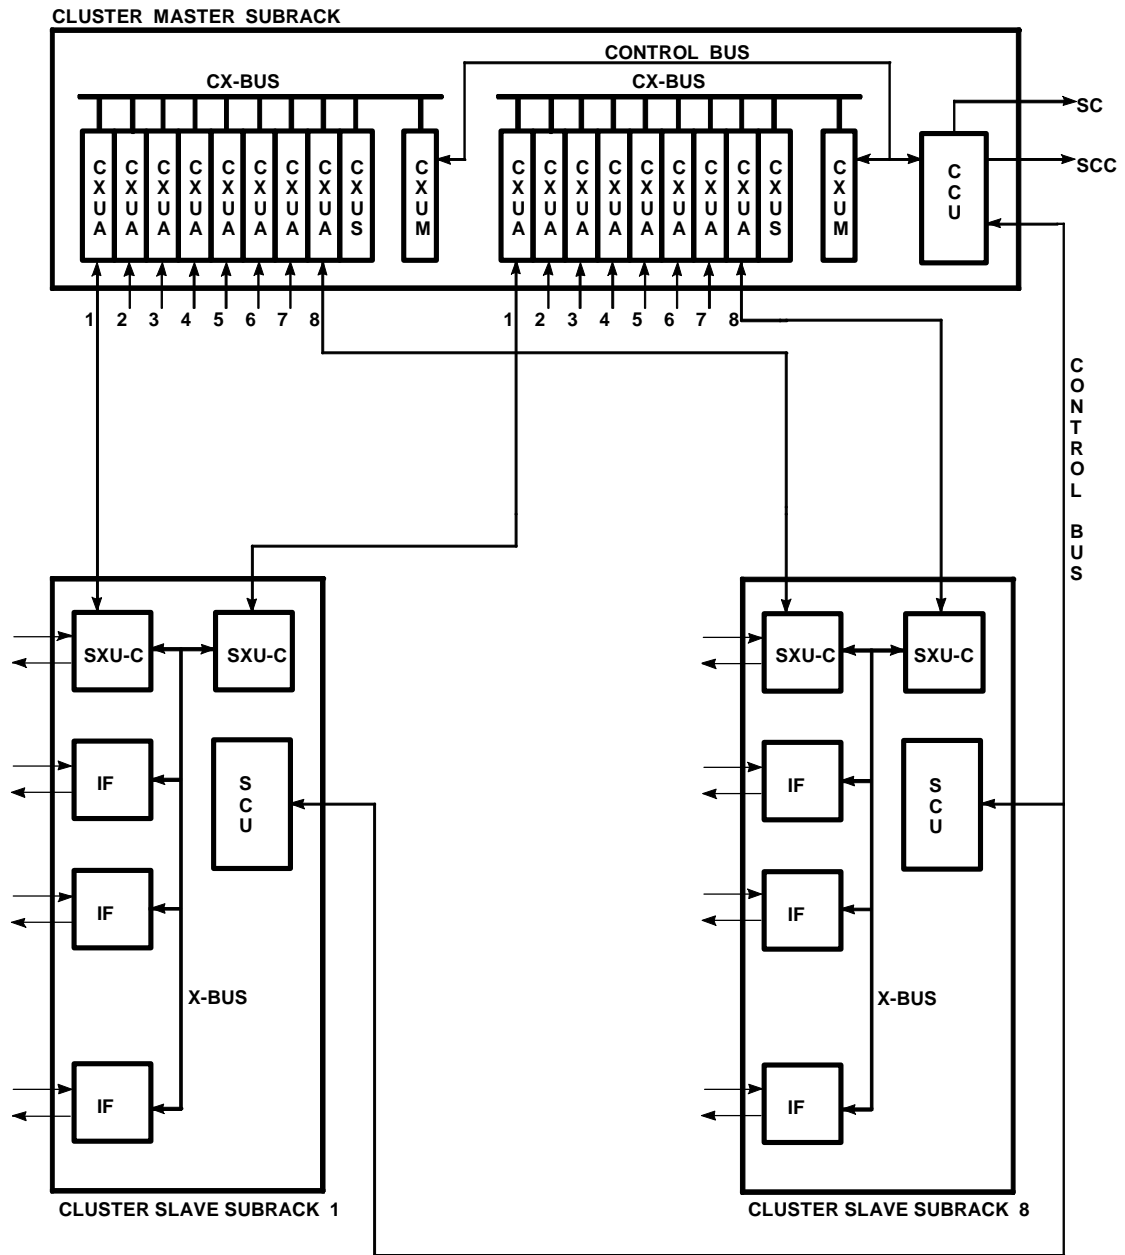 CLUSTER MASTER SUBRACK
CONTROL BUS
CX-BUS
CX-BUS
SC
SCC
CXUA
CXUA
CXUA
CXUA
CXUA
CXUA
CXUA
CXUA
CXUS
CXUM
CXUA
CXUA
CXUA
CXUA
CXUA
CXUA
CXUA
CXUA
CXUS
CXUM
CCU
1 2 3 4 5 6 7 8
1 2 3 4 5 6 7 8
CONTROL BUS
SXU-C
SXU-C
IF
SCU
IF
X-BUS
IF
CLUSTER SLAVE SUBRACK 1
SXU-C
SXU-C
IF
SCU
IF
X-BUS
IF
CLUSTER SLAVE SUBRACK 8